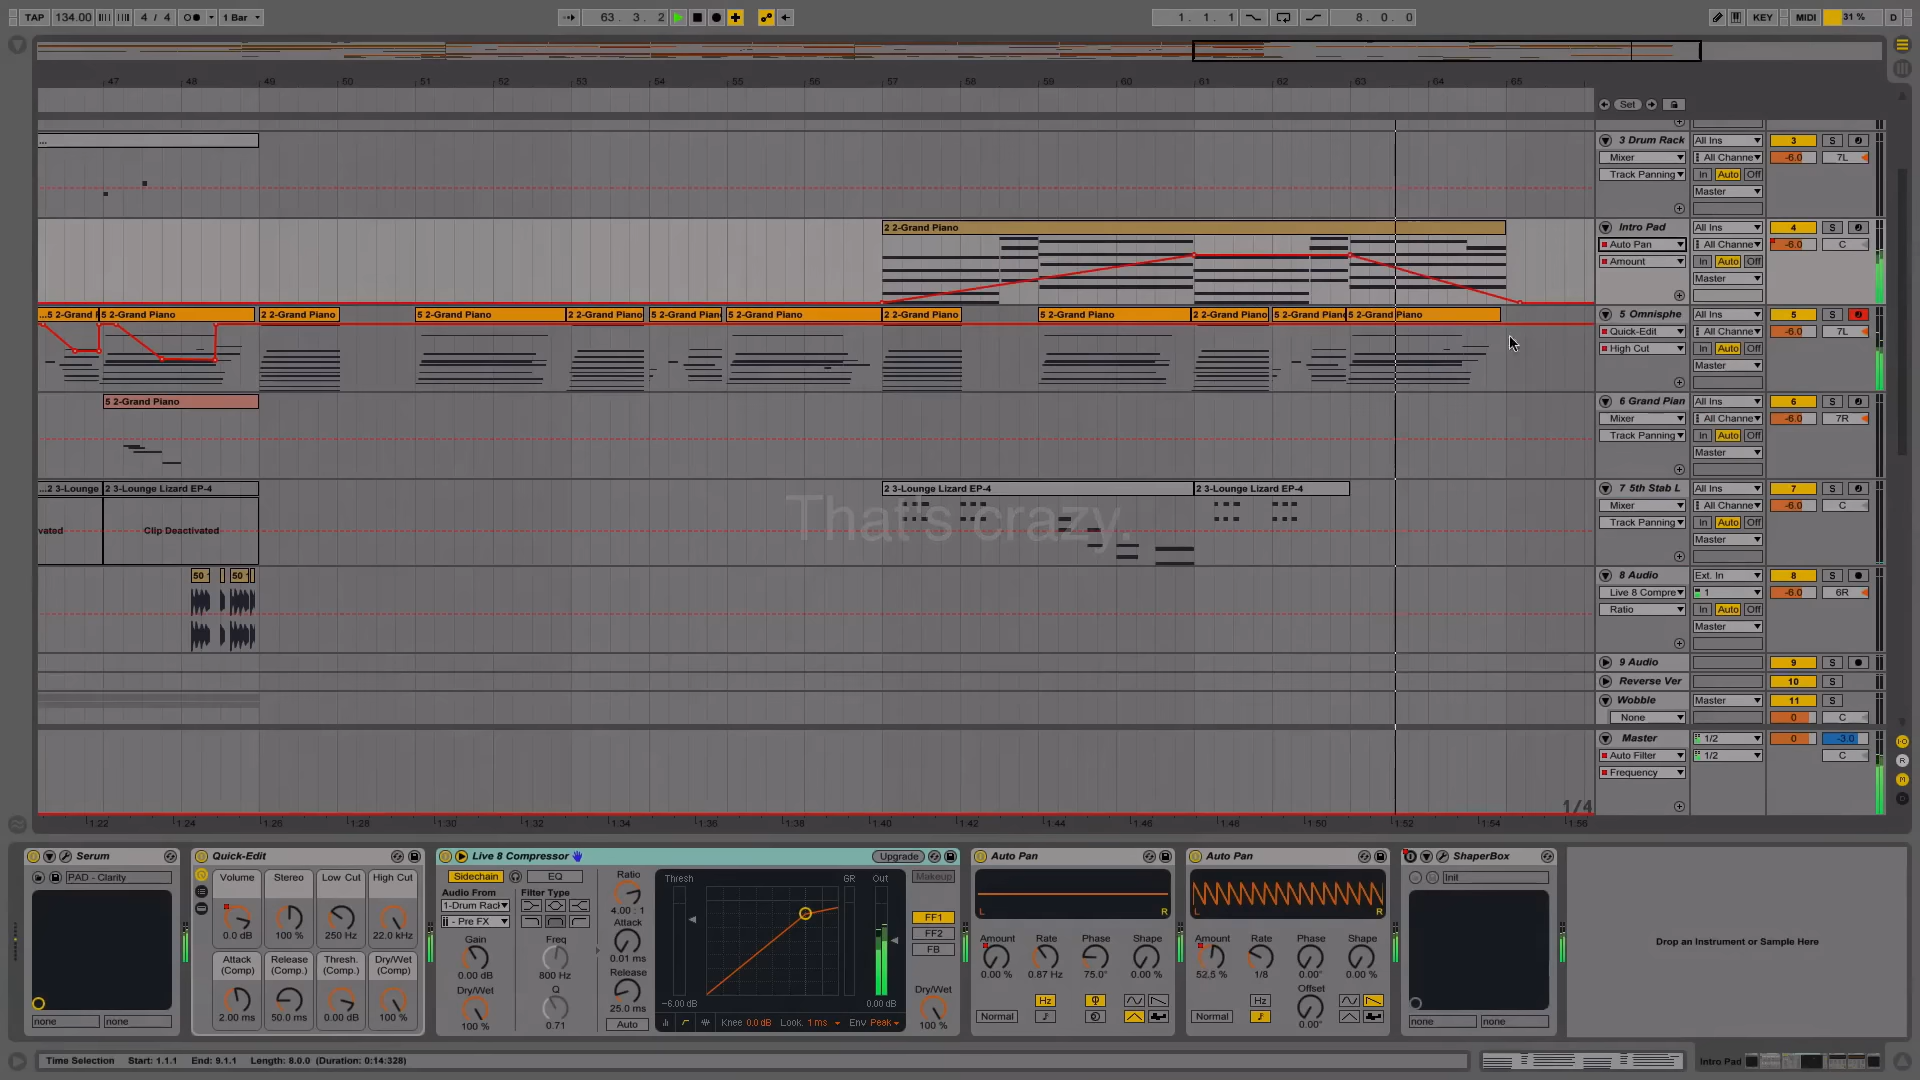 TAP 134.00 4 / 4 1 Bar 63 . 3 . 2 1 . 1 . 1 8 . 0 . 0 KEY MIDI 31 % D
47 48 49 50 51 52 53 54 55 56 57 58 59 60 61 62 63 64 65
Set
...
3 Drum Rack All Ins 3 S
Mixer All Channe -6.0 7L
Track Panning In Auto Off
Master
2 2-Grand Piano
Intro Pad All Ins 4 S
Auto Pan All Channe -6.0 C
Amount In Auto Off
Master
...5 2-Grand 5 2-Grand Piano 2 2-Grand Piano 5 2-Grand Piano 2 2-Grand Piano 5 2-Grand Pian 5 2-Grand Piano 2 2-Grand Piano 5 2-Grand Piano 2 2-Grand Piano 5 2-Grand Pian 5 2-Grand Piano
5 Omnisphe All Ins 5 S
Quick-Edit All Channe -6.0 7L
High Cut In Auto Off
Master
5 2-Grand Piano
6 Grand Pian All Ins 6 S
Mixer All Channe -6.0 7R
Track Panning In Auto Off
Master
...2 3-Lounge 2 3-Lounge Lizard EP-4 2 3-Lounge Lizard EP-4 2 3-Lounge Lizard EP-4
7 5th Stab L All Ins 7 S
Mixer All Channe -6.0 C
Track Panning In Auto Off
Master
vated Clip Deactivated
That's crazy.
50 50
8 Audio Ext. In 8 S
Live 8 Compre 1 -6.0 6R
Ratio In Auto Off
Master
9 Audio 9 S
Reverse Ver 10 S
Wobble Master 11 S
None 0 C
Master 1/2 0 -3.0
Auto Filter 1/2 C
Frequency
1/4
1:22 1:24 1:26 1:28 1:30 1:32 1:34 1:36 1:38 1:40 1:42 1:44 1:46 1:48 1:50 1:52 1:54 1:56
Serum
PAD - Clarity
none none
Quick-Edit
Volume Stereo Low Cut High Cut
0.0 dB 100 % 250 Hz 22.0 kHz
Attack (Comp) Release (Comp.) Thresh. (Comp.) Dry/Wet (Comp)
2.00 ms 50.0 ms 0.00 dB 100 %
Live 8 Compressor Upgrade
Sidechain EQ
Audio From Filter Type
1-Drum Rac
- Pre FX
Gain Freq
0.00 dB 800 Hz
Dry/Wet Q
100 % 0.71
Ratio
4.00 : 1
Attack
0.01 ms
Release
25.0 ms
Auto
Thresh GR Out
-6.00 dB 0.00 dB
Knee 0.0 dB Look. 1 ms Env Peak
Makeup
FF1
FF2
FB
Dry/Wet
100 %
Auto Pan
L R
Amount Rate Phase Shape
0.00 % 0.87 Hz 75.0° 0.00 %
Hz
Normal
Auto Pan
L R
Amount Rate Phase Shape
52.5 % 1/8 0.00° 0.00 %
Hz Offset
Normal 0.00°
ShaperBox
Init
none none
Drop an Instrument or Sample Here
Time Selection Start: 1.1.1 End: 9.1.1 Length: 8.0.0 (Duration: 0:14:328)
Intro Pad